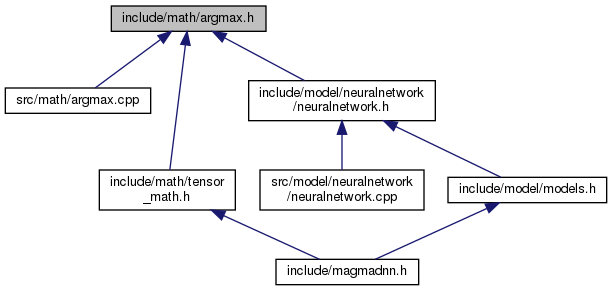 include/math/argmax.h
src/math/argmax.cpp
include/model/neuralnetwork
/neuralnetwork.h
include/math/tensor
_math.h
src/model/neuralnetwork
/neuralnetwork.cpp
include/model/models.h
include/magmadnn.h